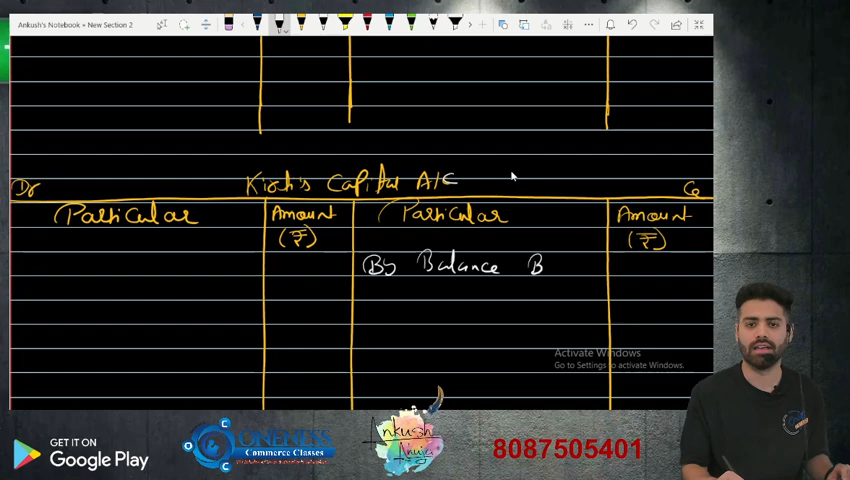 Ankush's Notebook » New Section 2
Dr Capital A/C Cr
Particular Amount Particular Amount
(₹) (₹)
By Balance B
Activate Windows
Go to Settings to activate Windows.
GET IT ON
Google Play
ONENESS
Commerce Classes
Ankush
8087505401